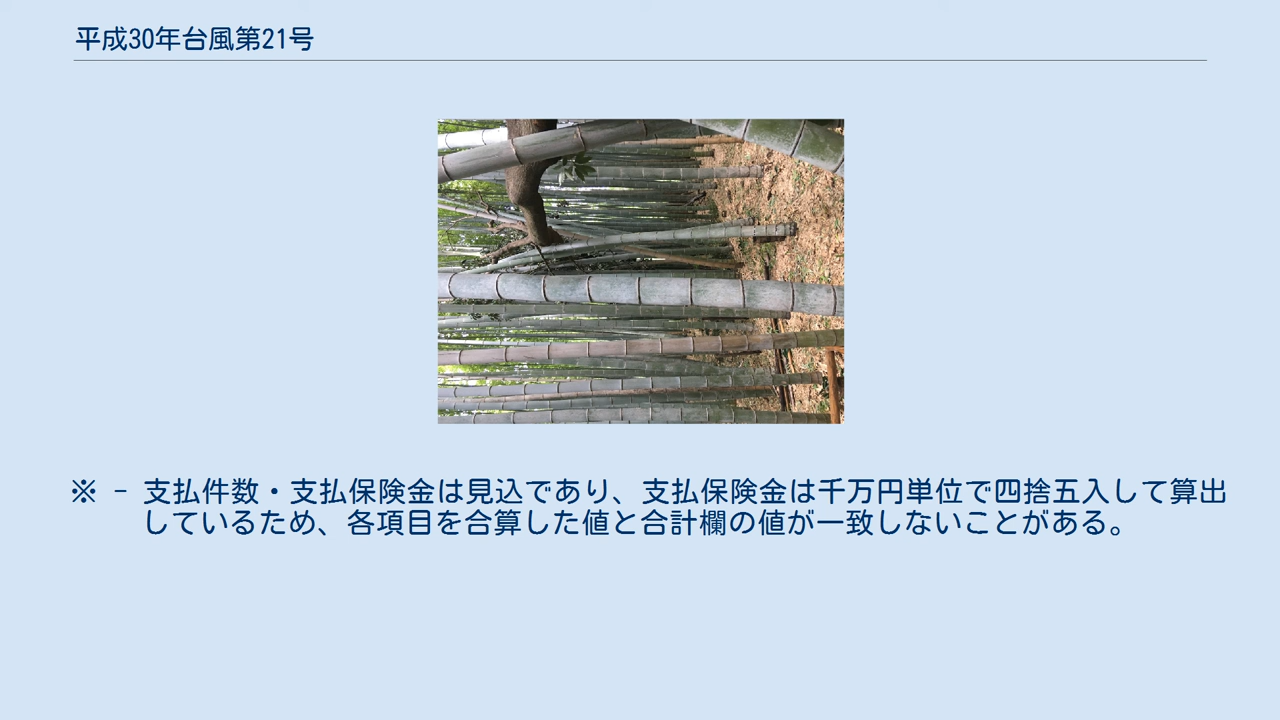 平成30年台風第21号
※ - 支払件数・支払保険金は見込であり、支払保険金は千万円単位で四捨五入して算出
しているため、各項目を合算した値と合計欄の値が一致しないことがある。